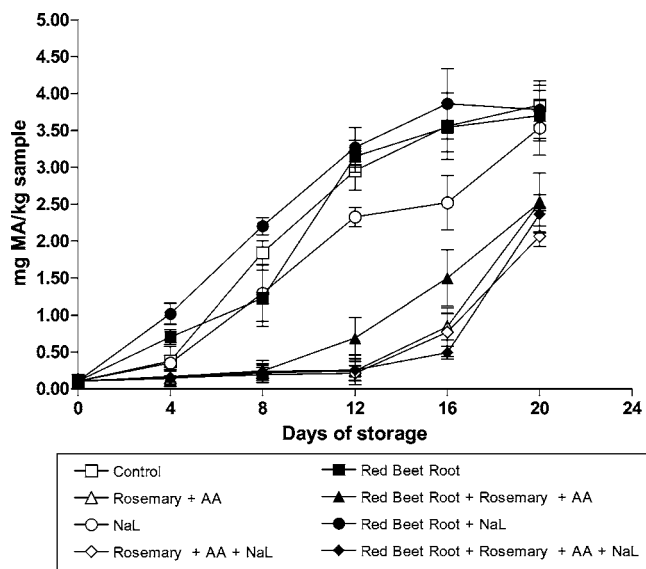 5.00
4.50
4.00
3.50
3.00
2.50
2.00
1.50
1.00
0.50
0.00
mg MA/kg sample
0 4 8 12 16 20 24
Days of storage
Control
Red Beet Root
Rosemary + AA
Red Beet Root + Rosemary + AA
NaL
Red Beet Root + NaL
Rosemary + AA + NaL
Red Beet Root + Rosemary + AA + NaL